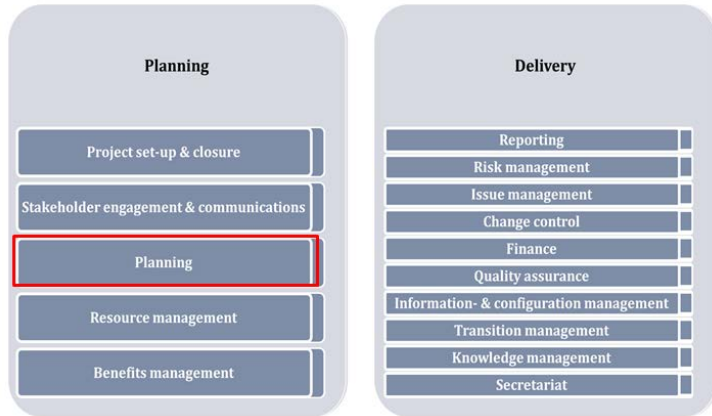 Planning
Project set-up & closure
Stakeholder engagement & communications
Planning
Resource management
Benefits management
Delivery
Reporting
Risk management
Issue management
Change control
Finance
Quality assurance
Information- & configuration management
Transition management
Knowledge management
Secretariat